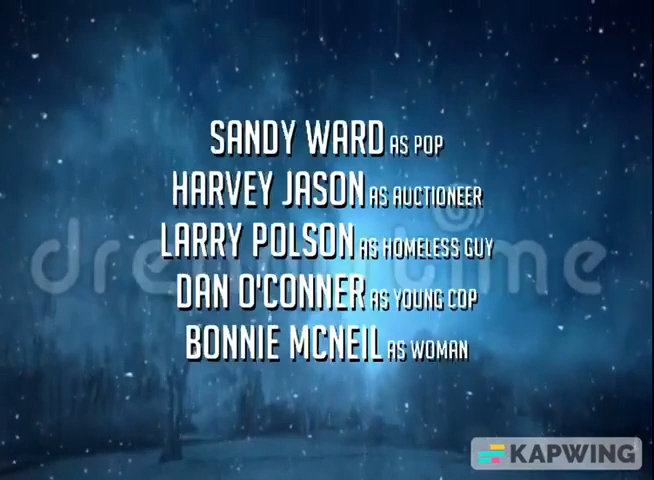 SANDY WARD AS POP
HARVEY JASON AS AUCTIONEER
LARRY POLSON AS HOMELESS GUY
DAN O'CONNER AS YOUNG COP
BONNIE MCNEIL AS WOMAN
dreamstime
KAPWING